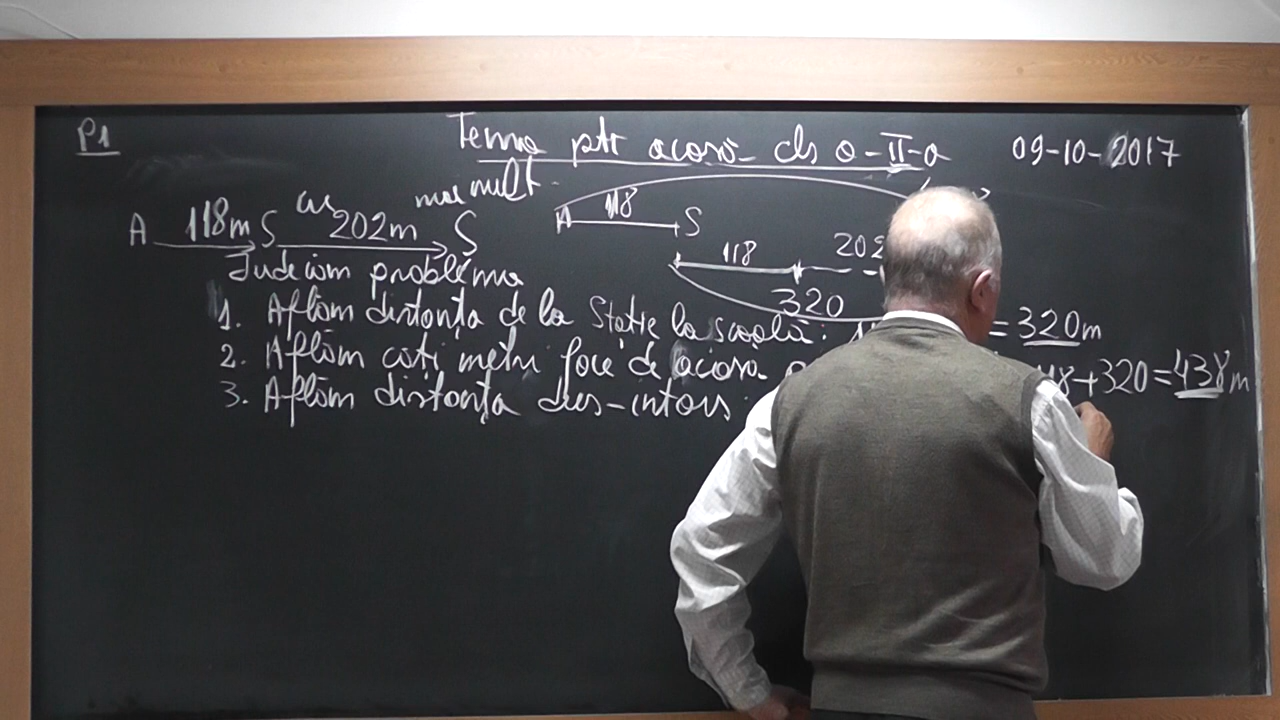 P1
Tema ptr acasă cls a-II-a
09-10-2017
A 118m S cu 202m mai mult S
A 118 S
118 202
320
Judecăm problema
1. Aflăm distanța de la Stație la școală: = 320m
2. Aflăm câți metri face de acasă 118+320=438m
3. Aflăm distanța dus-intors